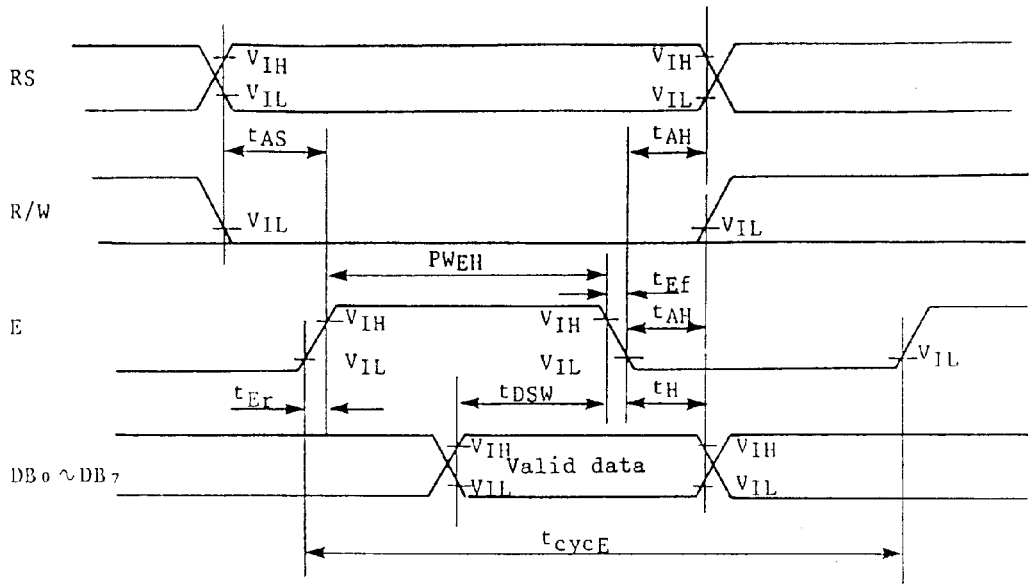 RS
VIH
VIL
VIH
VIL
tAS
tAH
R/W
VIL
VIL
PWEH
tEf
E
VIH
VIL
VIH
VIL
tAH
VIL
tEr
tDSW
tH
DB0 ~ DB7
VIH
VIL
Valid data
VIH
VIL
tcycE